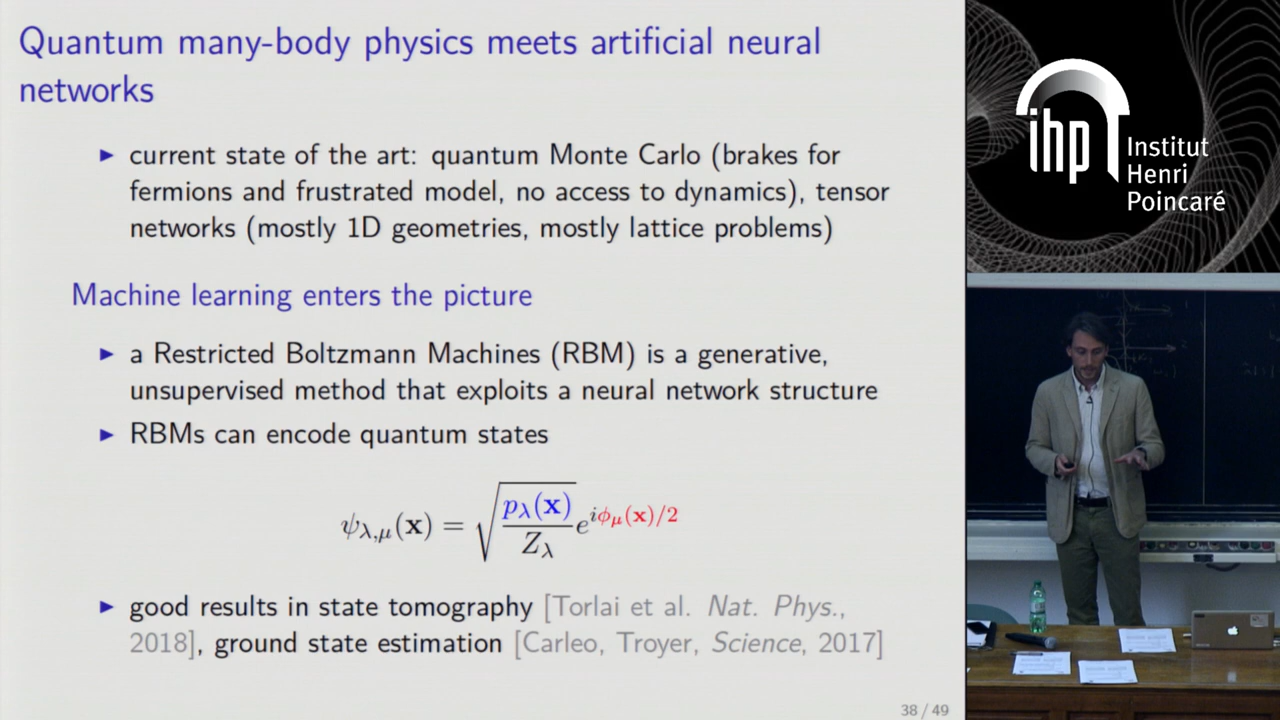 Quantum many-body physics meets artificial neural
networks
▶ current state of the art: quantum Monte Carlo (brakes for
fermions and frustrated model, no access to dynamics), tensor
networks (mostly 1D geometries, mostly lattice problems)
Machine learning enters the picture
▶ a Restricted Boltzmann Machines (RBM) is a generative,
unsupervised method that exploits a neural network structure
▶ RBMs can encode quantum states
ψ_{λ,μ}(x) = √(p_λ(x)/Z_λ) e^{iϕ_μ(x)/2}
▶ good results in state tomography [Torlai et al. Nat. Phys.,
2018], ground state estimation [Carleo, Troyer, Science, 2017]
38 / 49
ihp
Institut
Henri
Poincaré